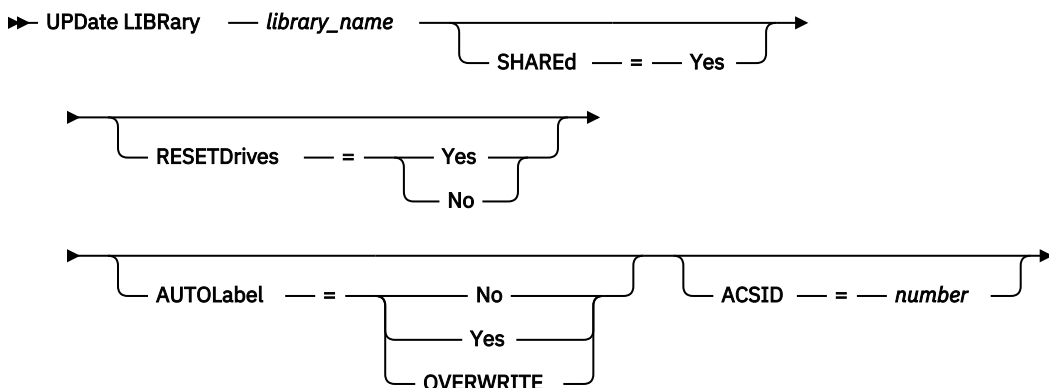 UPDate LIBRary library_name
SHAREd = Yes
RESETDrives = Yes
No
AUTOLabel = No ACSID = number
Yes
OVERWRITE